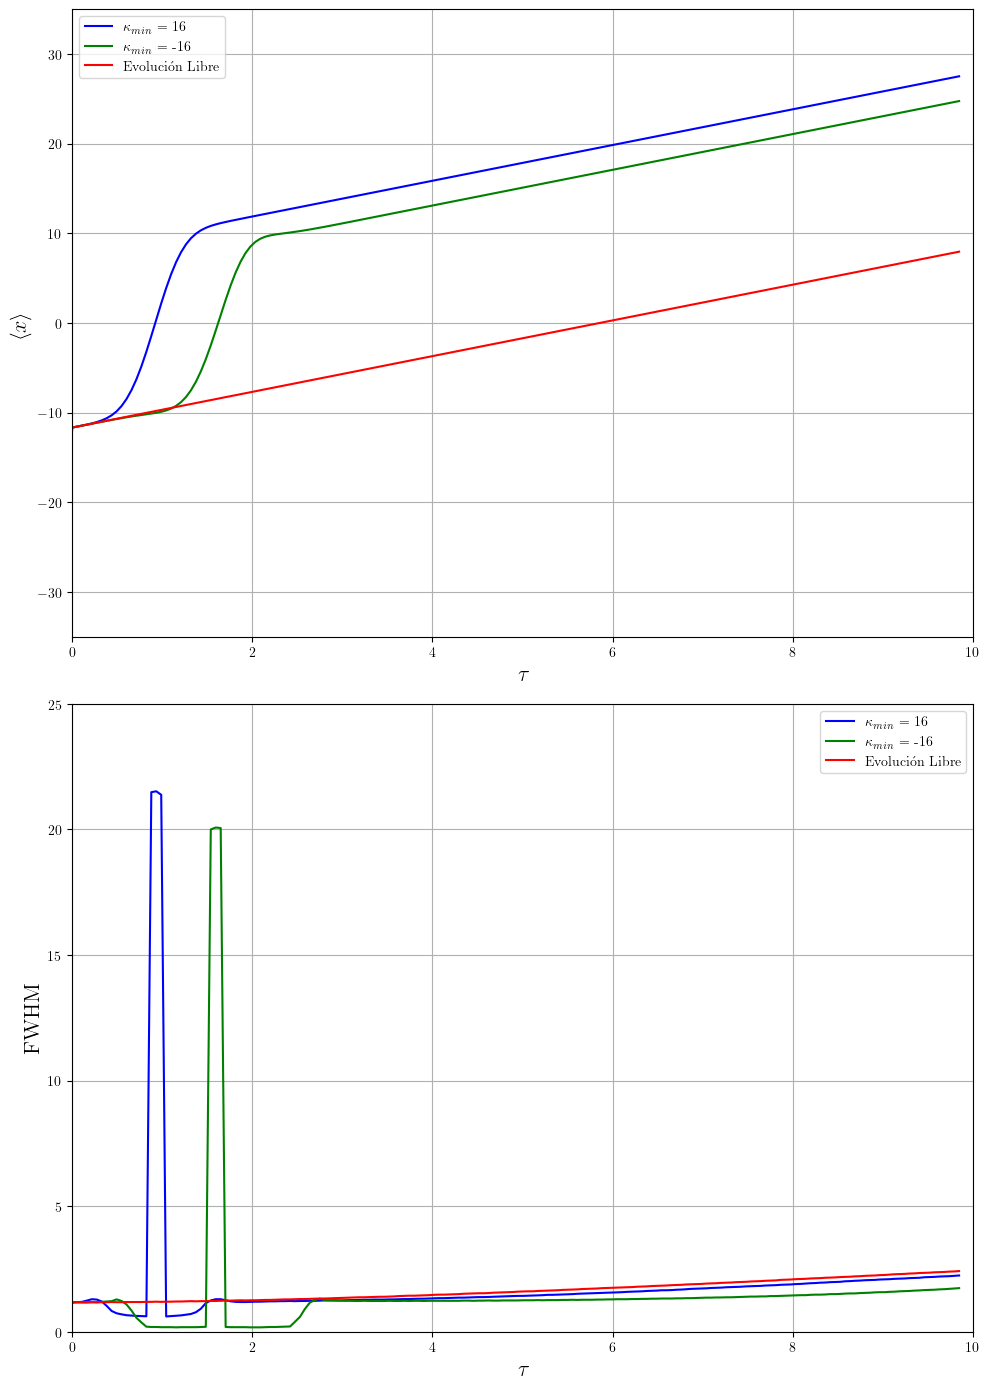 κ_min = 16
κ_min = -16
Evolución Libre
30
20
10
0
−10
−20
−30
⟨x⟩
0 2 4 6 8 10
τ
25
20
15
10
5
0
FWHM
κ_min = 16
κ_min = -16
Evolución Libre
0 2 4 6 8 10
τ